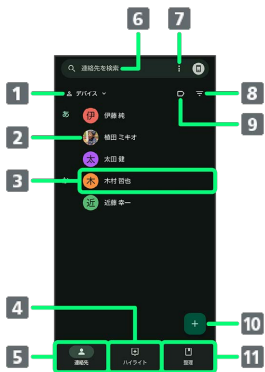 6 7
連絡先を検索
1 デバイス 8
あ 伊 伊藤 純 9
2 植田 ミキオ
太 太田 健
3 か 木 木村 哲也
近 近藤 幸一
4
+ 10
5 連絡先 ハイライト 整理 11